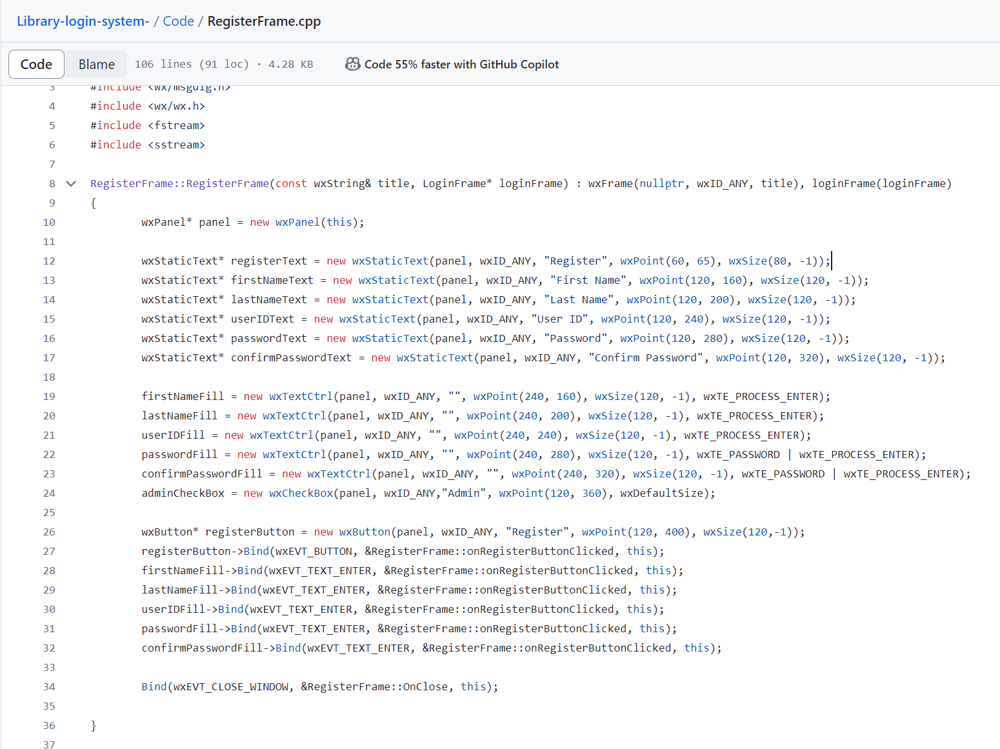 Library-login-system- / Code / RegisterFrame.cpp
Code Blame 106 lines (91 loc) · 4.28 KB Code 55% faster with GitHub Copilot
3 #include <wx/msgdlg.h>
4 #include <wx/wx.h>
5 #include <fstream>
6 #include <sstream>
7
8 RegisterFrame::RegisterFrame(const wxString& title, LoginFrame* loginFrame) : wxFrame(nullptr, wxID_ANY, title), loginFrame(loginFrame)
9 {
10 wxPanel* panel = new wxPanel(this);
11
12 wxStaticText* registerText = new wxStaticText(panel, wxID_ANY, "Register", wxPoint(60, 65), wxSize(80, -1));
13 wxStaticText* firstNameText = new wxStaticText(panel, wxID_ANY, "First Name", wxPoint(120, 160), wxSize(120, -1));
14 wxStaticText* lastNameText = new wxStaticText(panel, wxID_ANY, "Last Name", wxPoint(120, 200), wxSize(120, -1));
15 wxStaticText* userIDText = new wxStaticText(panel, wxID_ANY, "User ID", wxPoint(120, 240), wxSize(120, -1));
16 wxStaticText* passwordText = new wxStaticText(panel, wxID_ANY, "Password", wxPoint(120, 280), wxSize(120, -1));
17 wxStaticText* confirmPasswordText = new wxStaticText(panel, wxID_ANY, "Confirm Password", wxPoint(120, 320), wxSize(120, -1));
18
19 firstNameFill = new wxTextCtrl(panel, wxID_ANY, "", wxPoint(240, 160), wxSize(120, -1), wxTE_PROCESS_ENTER);
20 lastNameFill = new wxTextCtrl(panel, wxID_ANY, "", wxPoint(240, 200), wxSize(120, -1), wxTE_PROCESS_ENTER);
21 userIDFill = new wxTextCtrl(panel, wxID_ANY, "", wxPoint(240, 240), wxSize(120, -1), wxTE_PROCESS_ENTER);
22 passwordFill = new wxTextCtrl(panel, wxID_ANY, "", wxPoint(240, 280), wxSize(120, -1), wxTE_PASSWORD | wxTE_PROCESS_ENTER);
23 confirmPasswordFill = new wxTextCtrl(panel, wxID_ANY, "", wxPoint(240, 320), wxSize(120, -1), wxTE_PASSWORD | wxTE_PROCESS_ENTER);
24 adminCheckBox = new wxCheckBox(panel, wxID_ANY,"Admin", wxPoint(120, 360), wxDefaultSize);
25
26 wxButton* registerButton = new wxButton(panel, wxID_ANY, "Register", wxPoint(120, 400), wxSize(120,-1));
27 registerButton->Bind(wxEVT_BUTTON, &RegisterFrame::onRegisterButtonClicked, this);
28 firstNameFill->Bind(wxEVT_TEXT_ENTER, &RegisterFrame::onRegisterButtonClicked, this);
29 lastNameFill->Bind(wxEVT_TEXT_ENTER, &RegisterFrame::onRegisterButtonClicked, this);
30 userIDFill->Bind(wxEVT_TEXT_ENTER, &RegisterFrame::onRegisterButtonClicked, this);
31 passwordFill->Bind(wxEVT_TEXT_ENTER, &RegisterFrame::onRegisterButtonClicked, this);
32 confirmPasswordFill->Bind(wxEVT_TEXT_ENTER, &RegisterFrame::onRegisterButtonClicked, this);
33
34 Bind(wxEVT_CLOSE_WINDOW, &RegisterFrame::OnClose, this);
35
36 }
37